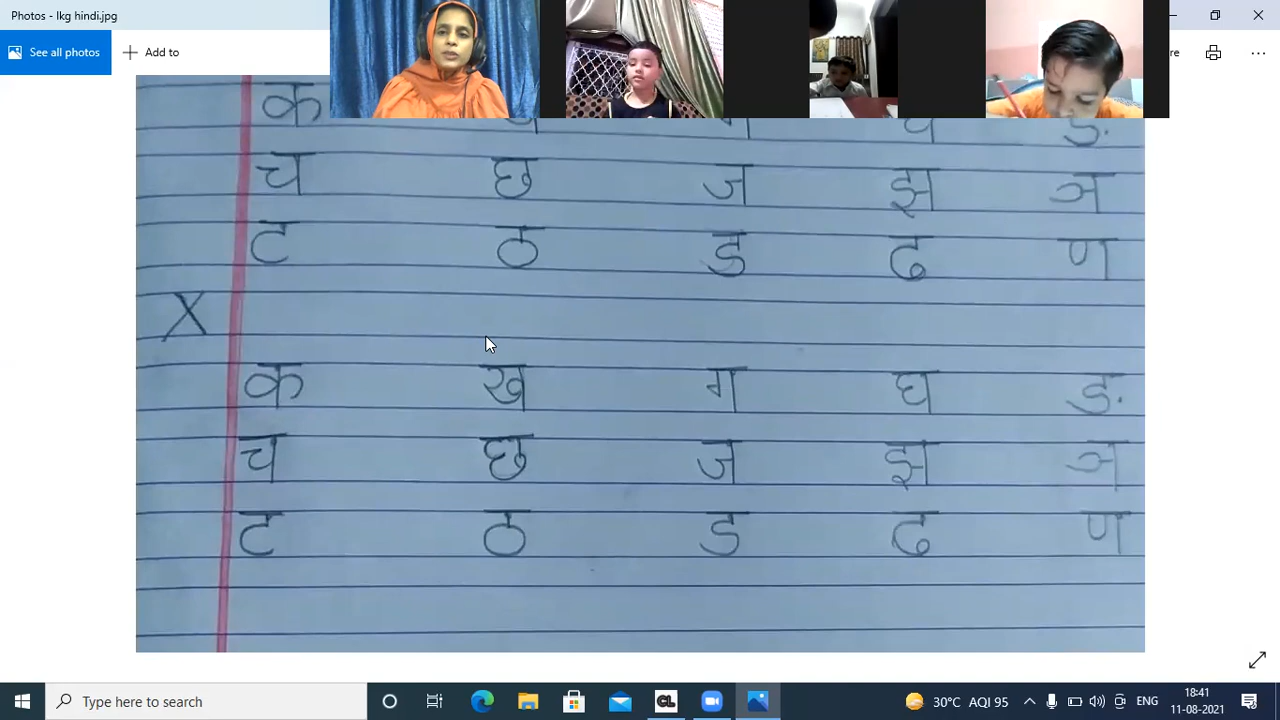 Photos - lkg hindi.jpg
See all photos
Add to
क ड.
च छ ज झ ञ
ट ठ ड ढ ण
X
क ख ग घ ड.
च छ ज झ ञ
ट ठ ड ढ ण
Type here to search
CL
30°C AQI 95
ENG
18:41
11-08-2021